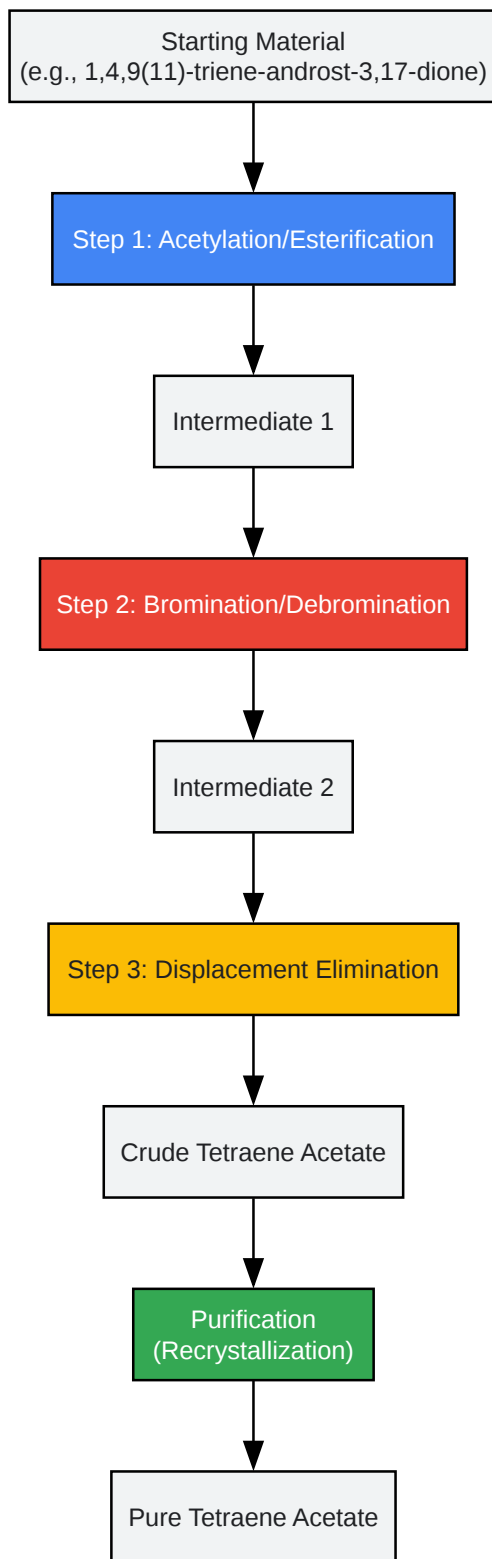 Starting Material
(e.g., 1,4,9(11)-triene-androst-3,17-dione)
Step 1: Acetylation/Esterification
Intermediate 1
Step 2: Bromination/Debromination
Intermediate 2
Step 3: Displacement Elimination
Crude Tetraene Acetate
Purification
(Recrystallization)
Pure Tetraene Acetate